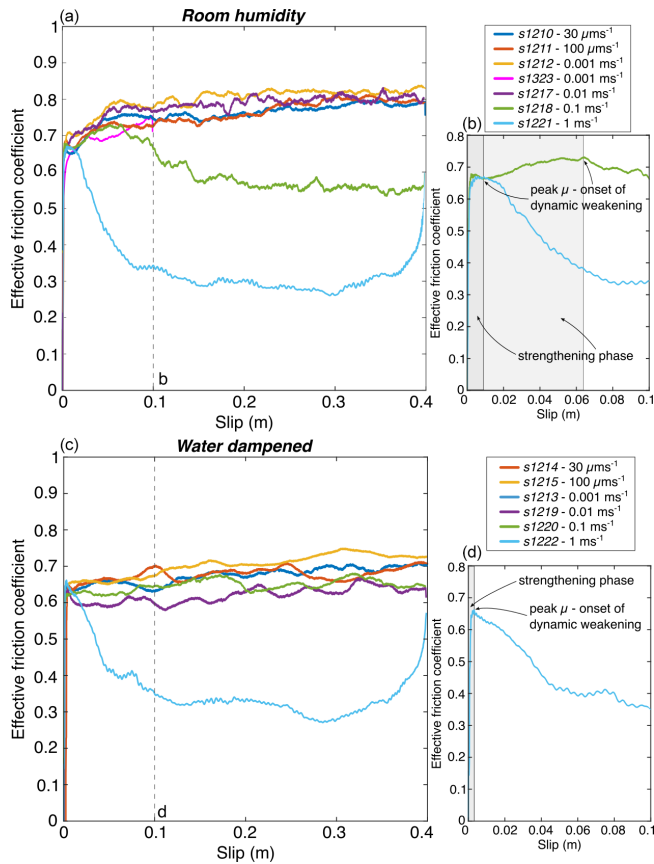 (a)
Room humidity
Effective friction coefficient
1
0.9
0.8
0.7
0.6
0.5
0.4
0.3
0.2
0.1
0
0
0.1
0.2
0.3
0.4
b
Slip (m)
s1210 - 30 µms-1
s1211 - 100 µms-1
s1212 - 0.001 ms-1
s1323 - 0.001 ms-1
s1217 - 0.01 ms-1
s1218 - 0.1 ms-1
s1221 - 1 ms-1
(b)
Effective friction coefficient
0.8
0.7
0.6
0.5
0.4
0.3
0.2
0.1
0
peak µ - onset of
dynamic weakening
strengthening phase
0
0.02
0.04
0.06
0.08
0.1
Slip (m)
(c)
Water dampened
Effective friction coefficient
1
0.9
0.8
0.7
0.6
0.5
0.4
0.3
0.2
0.1
0
0
0.1
0.2
0.3
0.4
d
Slip (m)
s1214 - 30 µms-1
s1215 - 100 µms-1
s1213 - 0.001 ms-1
s1219 - 0.01 ms-1
s1220 - 0.1 ms-1
s1222 - 1 ms-1
(d)
Effective friction coefficient
0.8
0.7
0.6
0.5
0.4
0.3
0.2
0.1
0
strengthening phase
peak µ - onset of
dynamic weakening
0
0.02
0.04
0.06
0.08
0.1
Slip (m)